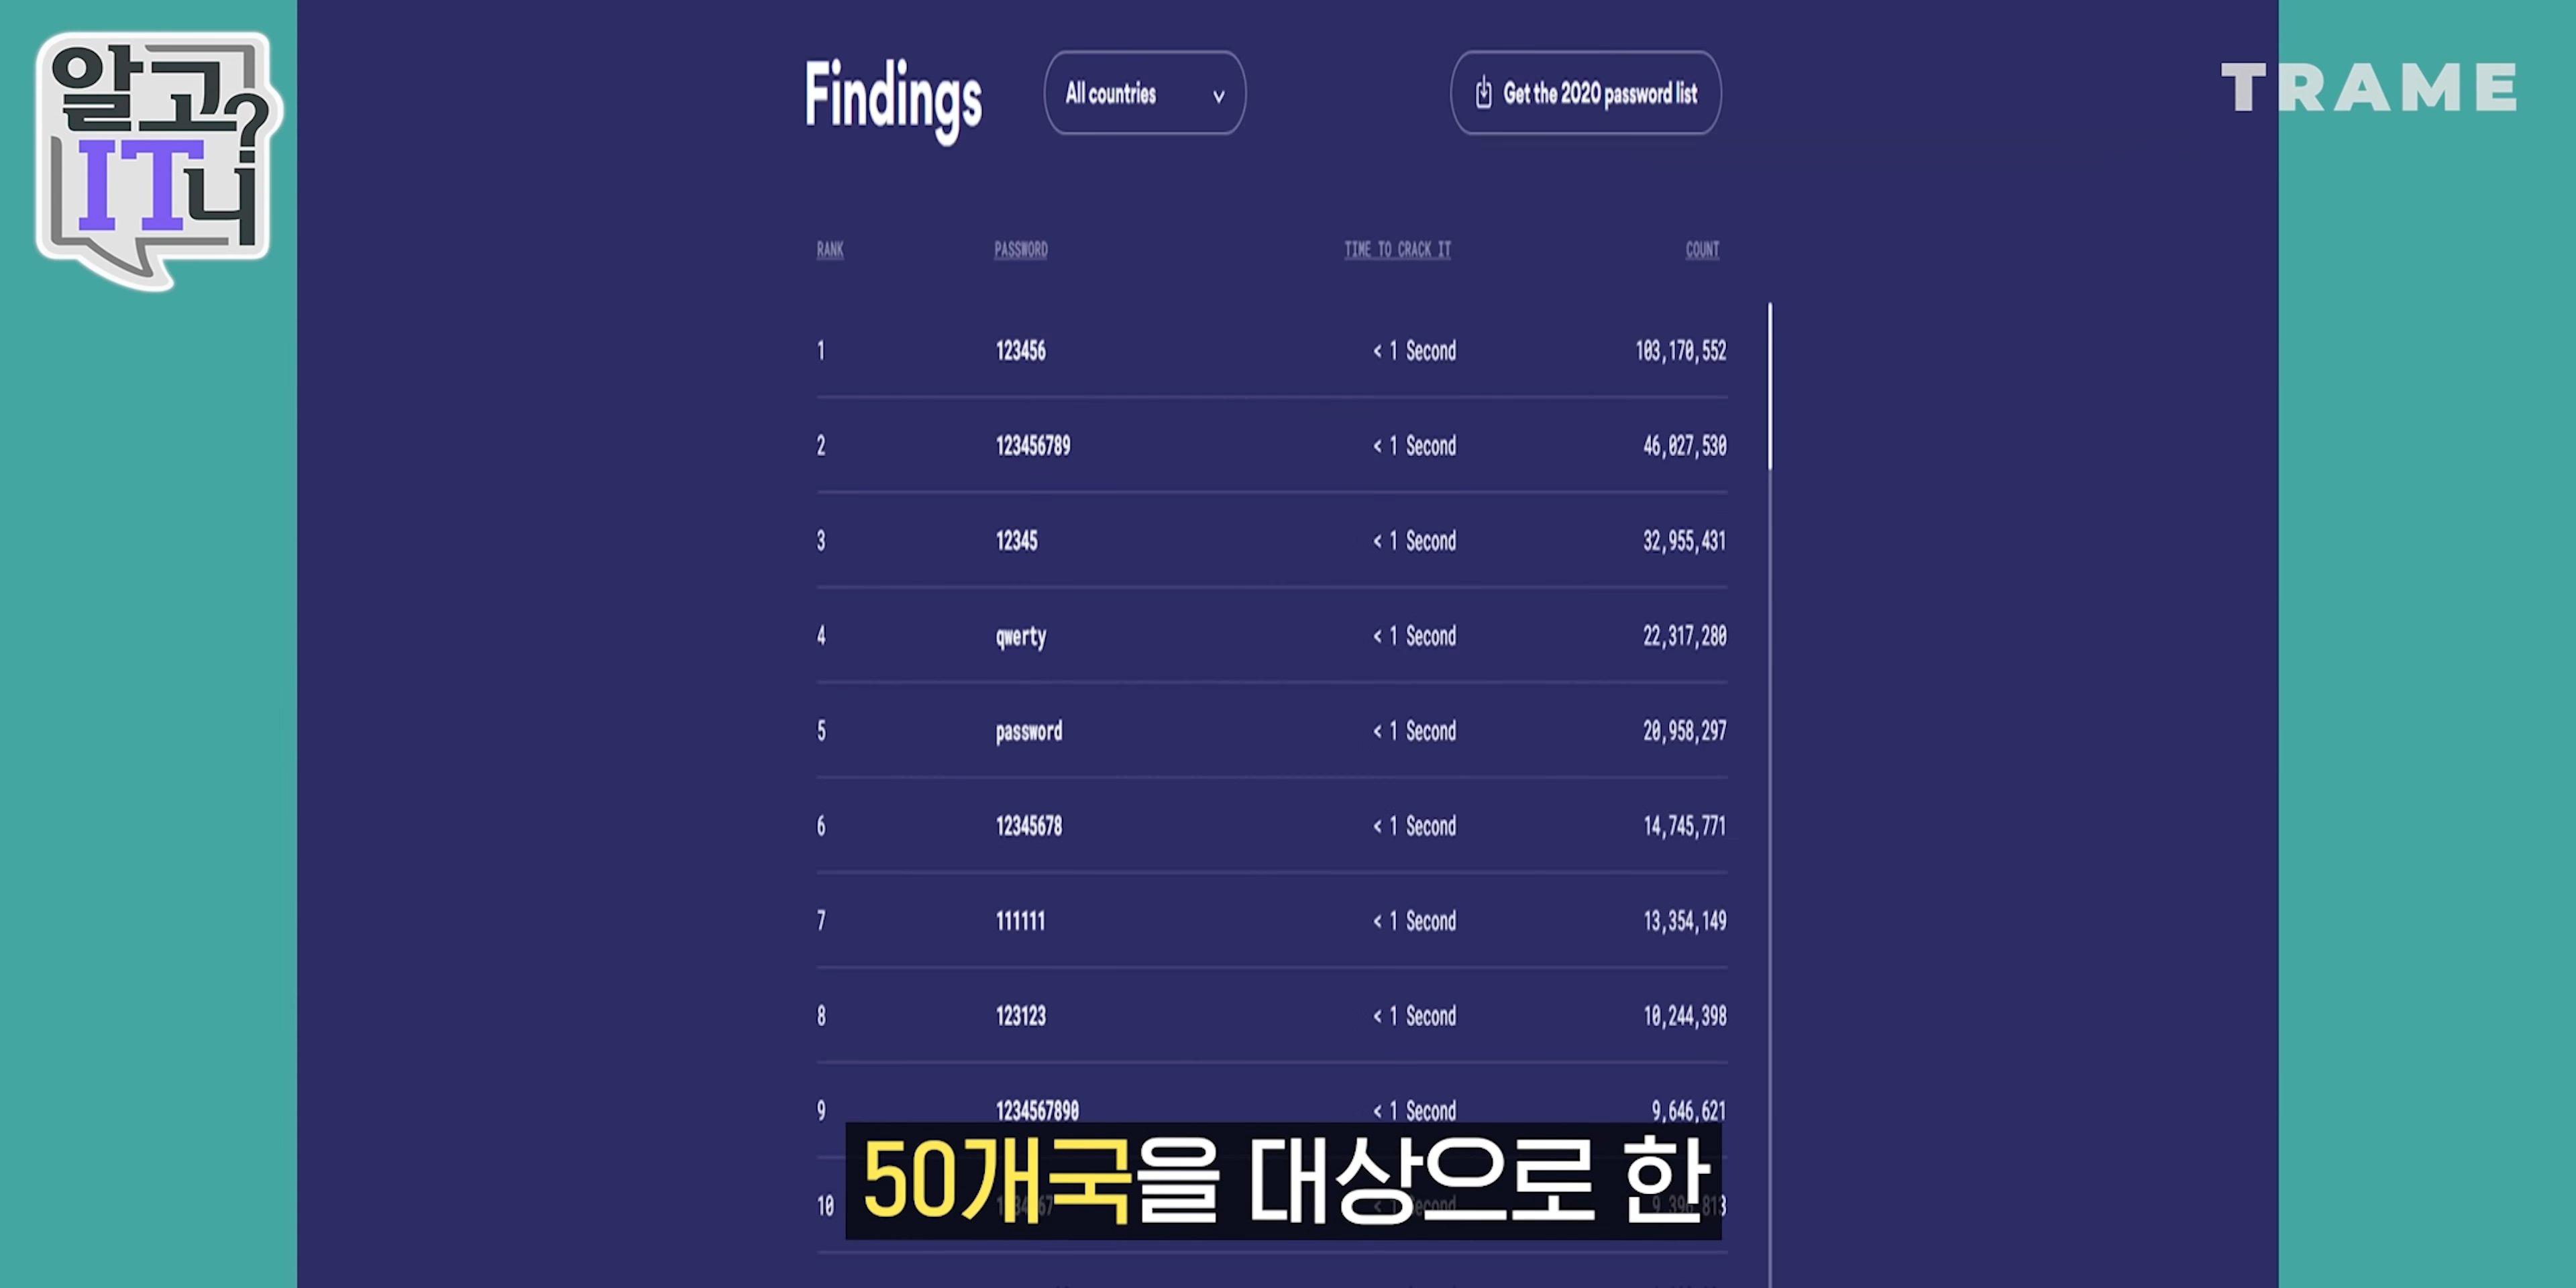 알고?
IT니
TRAME
Findings
All countries
Get the 2020 password list
RANK PASSWORD TIME TO CRACK IT COUNT
1 123456 < 1 Second 103,170,552
2 123456789 < 1 Second 46,027,530
3 12345 < 1 Second 32,955,431
4 qwerty < 1 Second 22,317,280
5 password < 1 Second 20,958,297
6 12345678 < 1 Second 14,745,771
7 111111 < 1 Second 13,354,149
8 123123 < 1 Second 10,244,398
9 1234567890 < 1 Second 9,646,621
10
50개국을 대상으로 한